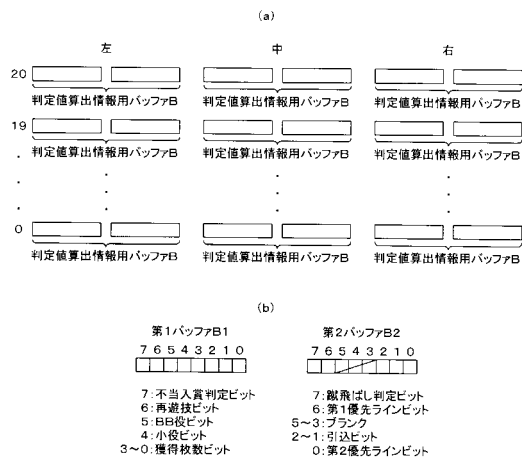 (a)
左 中 右
20
判定値算出情報用バッファB 判定値算出情報用バッファB 判定値算出情報用バッファB
19
判定値算出情報用バッファB 判定値算出情報用バッファB 判定値算出情報用バッファB
0
判定値算出情報用バッファB 判定値算出情報用バッファB 判定値算出情報用バッファB
(b)
第1バッファB1 第2バッファB2
7 6 5 4 3 2 1 0 7 6 5 4 3 2 1 0
7:不当入賞判定ビット 7:蹴飛ばし判定ビット
6:再遊技ビット 6:第1優先ラインビット
5:BB役ビット 5～3:ブランク
4:小役ビット 2～1:引込ビット
3～0:獲得枚数ビット 0:第2優先ラインビット